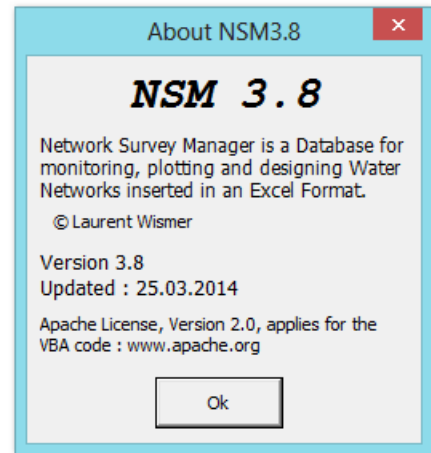 About NSM3.8
NSM 3.8
Network Survey Manager is a Database for
monitoring, plotting and designing Water
Networks inserted in an Excel Format.
© Laurent Wismer
Version 3.8
Updated : 25.03.2014
Apache License, Version 2.0, applies for the
VBA code : www.apache.org
Ok